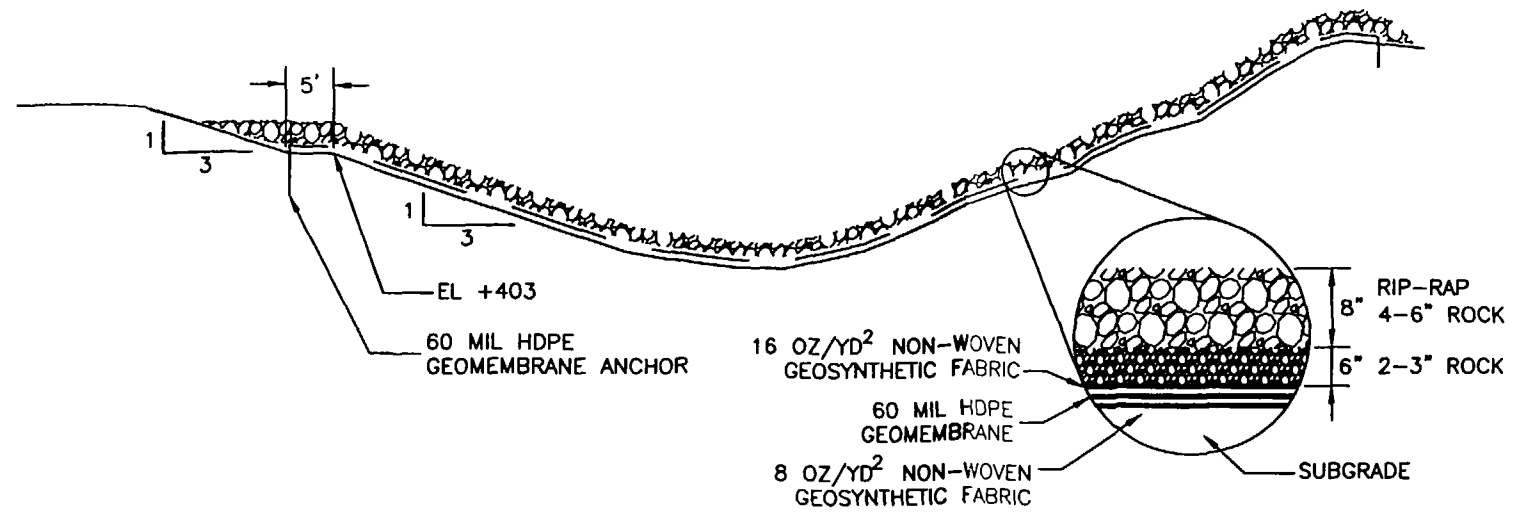 5'
1
3
1
3
EL +403
60 MIL HDPE
GEOMEMBRANE ANCHOR
16 OZ/YD² NON-WOVEN
GEOSYNTHETIC FABRIC
60 MIL HDPE
GEOMEMBRANE
8 OZ/YD² NON-WOVEN
GEOSYNTHETIC FABRIC
8" RIP-RAP
4-6" ROCK
6" 2-3" ROCK
SUBGRADE